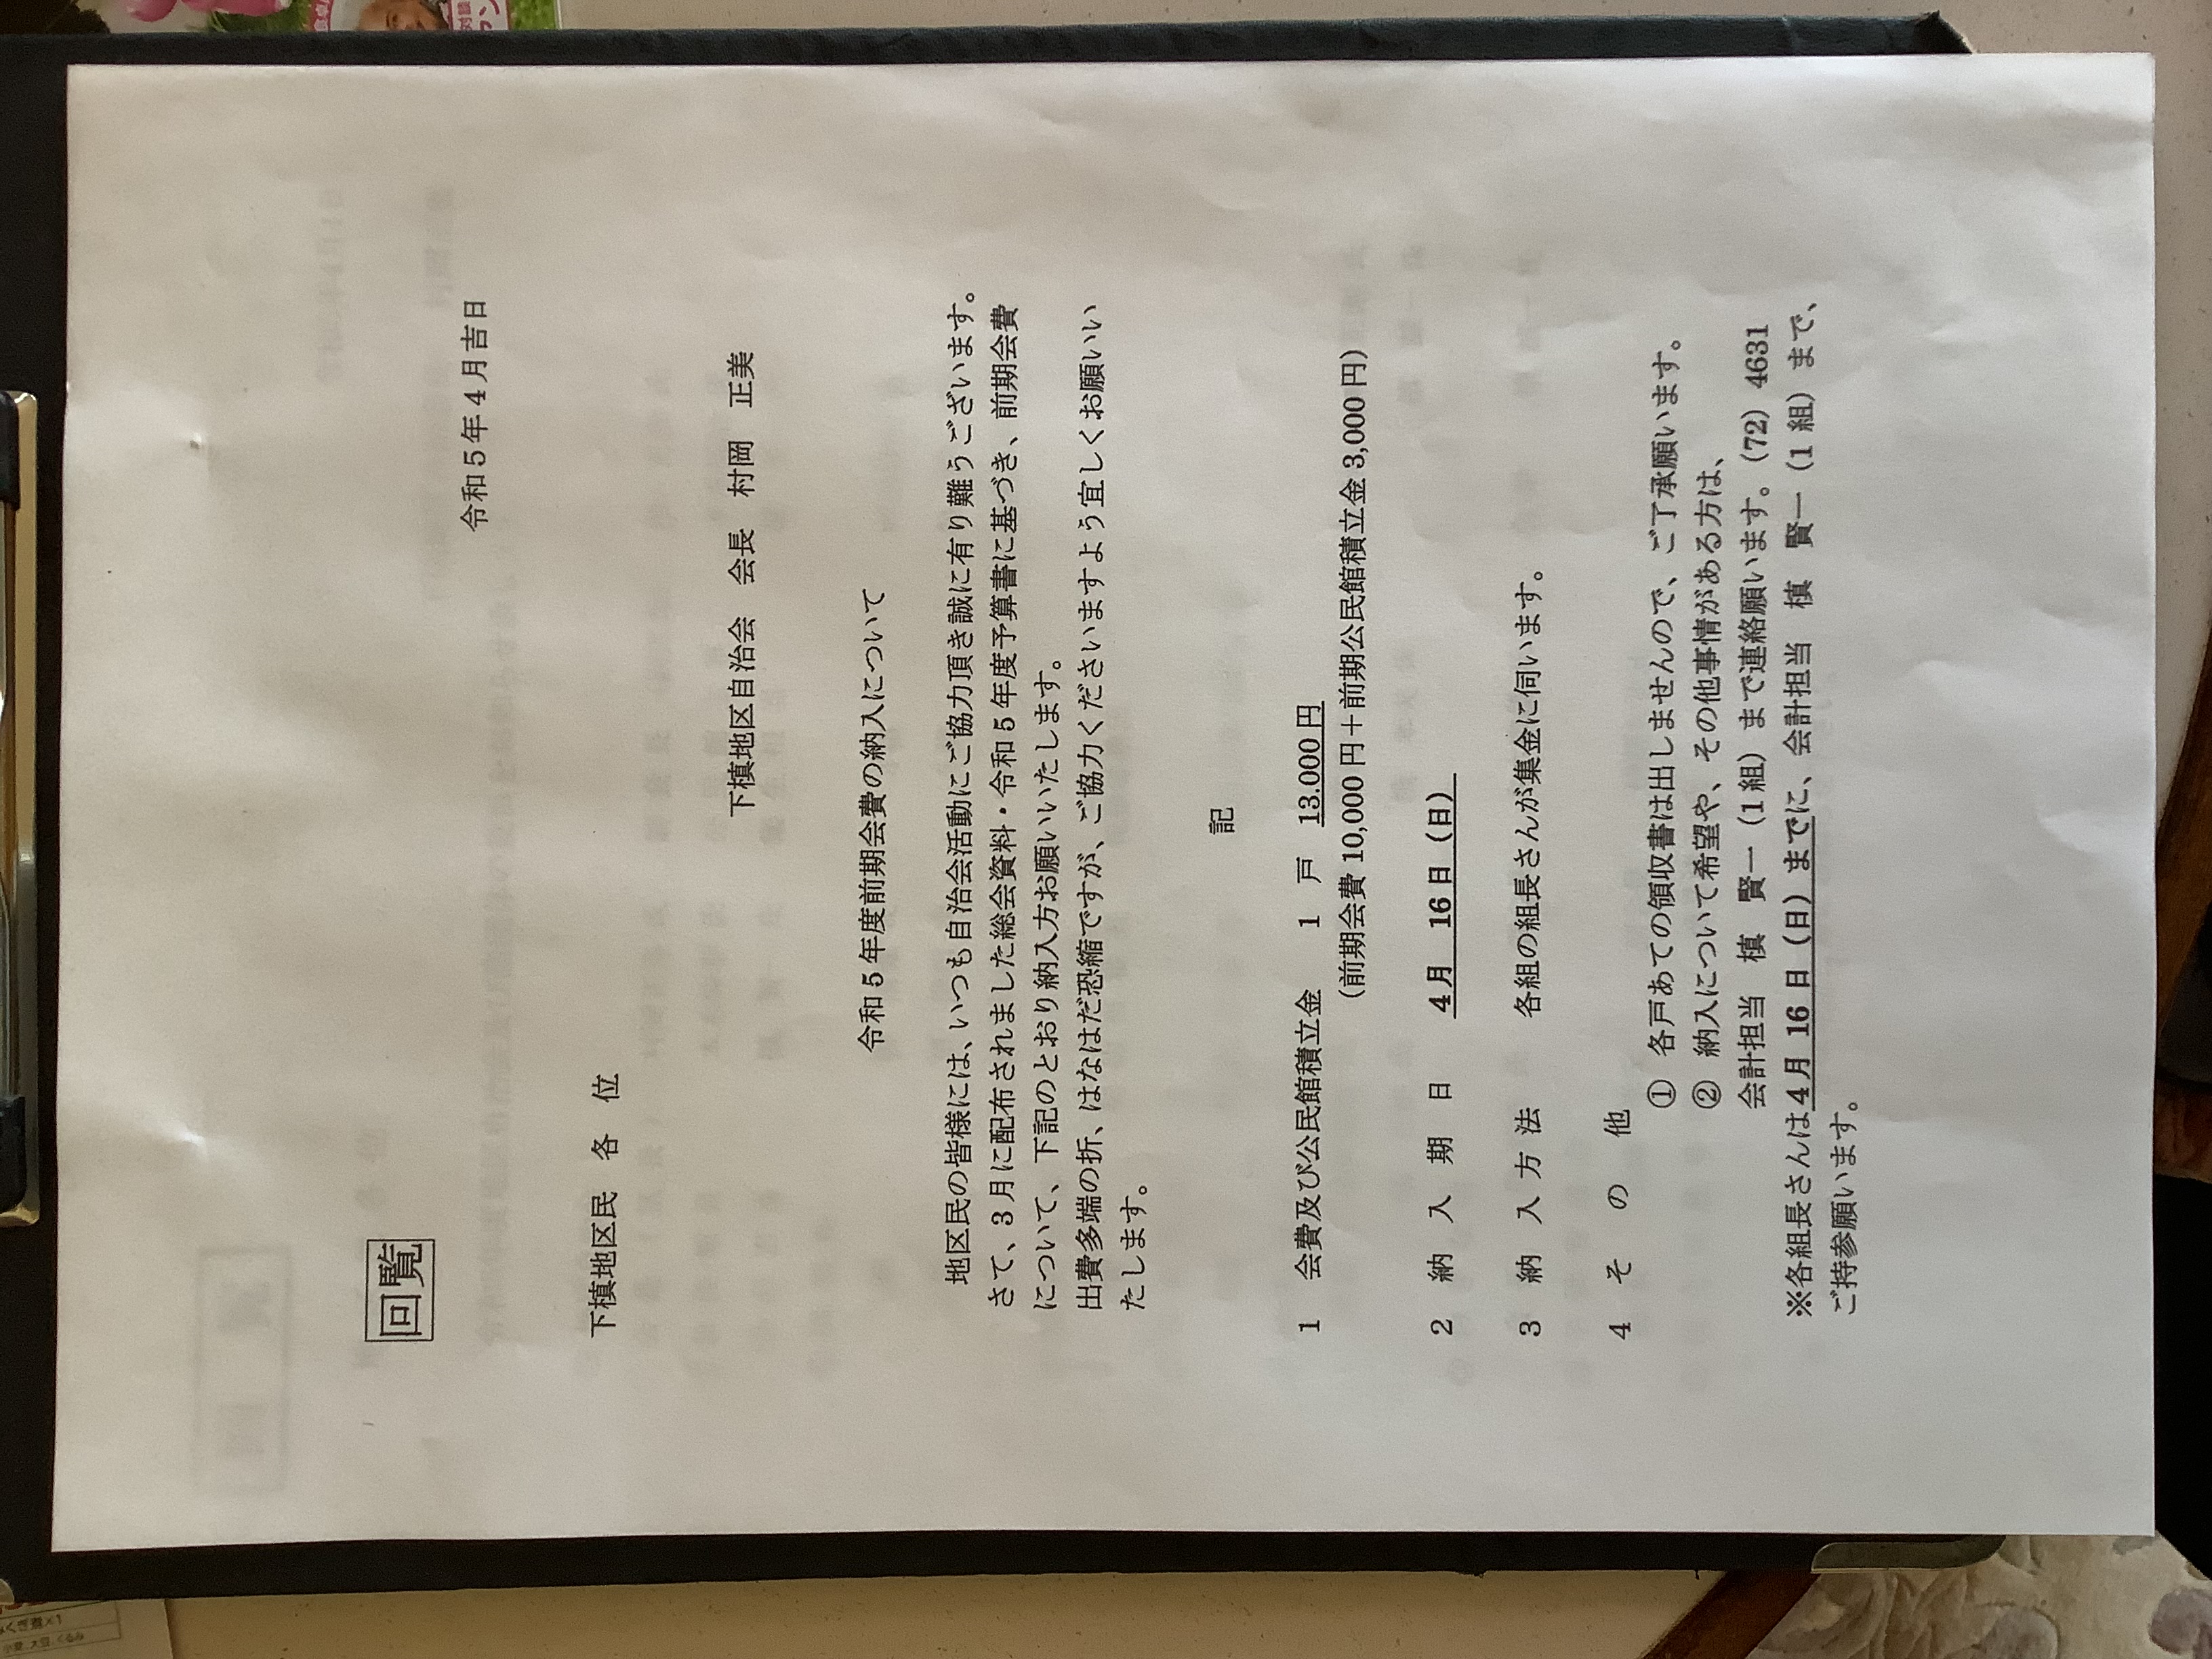 回覧
令和5年4月吉日
下槙地区民　各　位
下槙地区自治会　会長　村岡　正美
令和5年度前期会費の納入について
地区民の皆様には、いつも自治会活動にご協力頂き誠に有り難うございます。
さて、3月に配布されました総会資料・令和5年度予算書に基づき、前期会費
について、下記のとおり納入方お願いいたします。
出費多端の折、はなはだ恐縮ですが、ご協力くださいますよう宜しくお願いい
たします。
記
1　会費及び公民館積立金　　1　戸　13.000円
（前期会費10,000円＋前期公民館積立金3,000円）
2　納　入　期　日　　4月　16日（日）
3　納　入　方　法　　各組の組長さんが集金に伺います。
4　そ　の　他
①　各戸あての領収書は出しませんので、ご了承願います。
②　納入について希望や、その他事情がある方は、
会計担当　槙　賢一（1組）まで連絡願います。（72）4631
※各組長さんは4月 16 日（日）までに、会計担当　槙　賢一（1 組）まで、
ご持参願います。